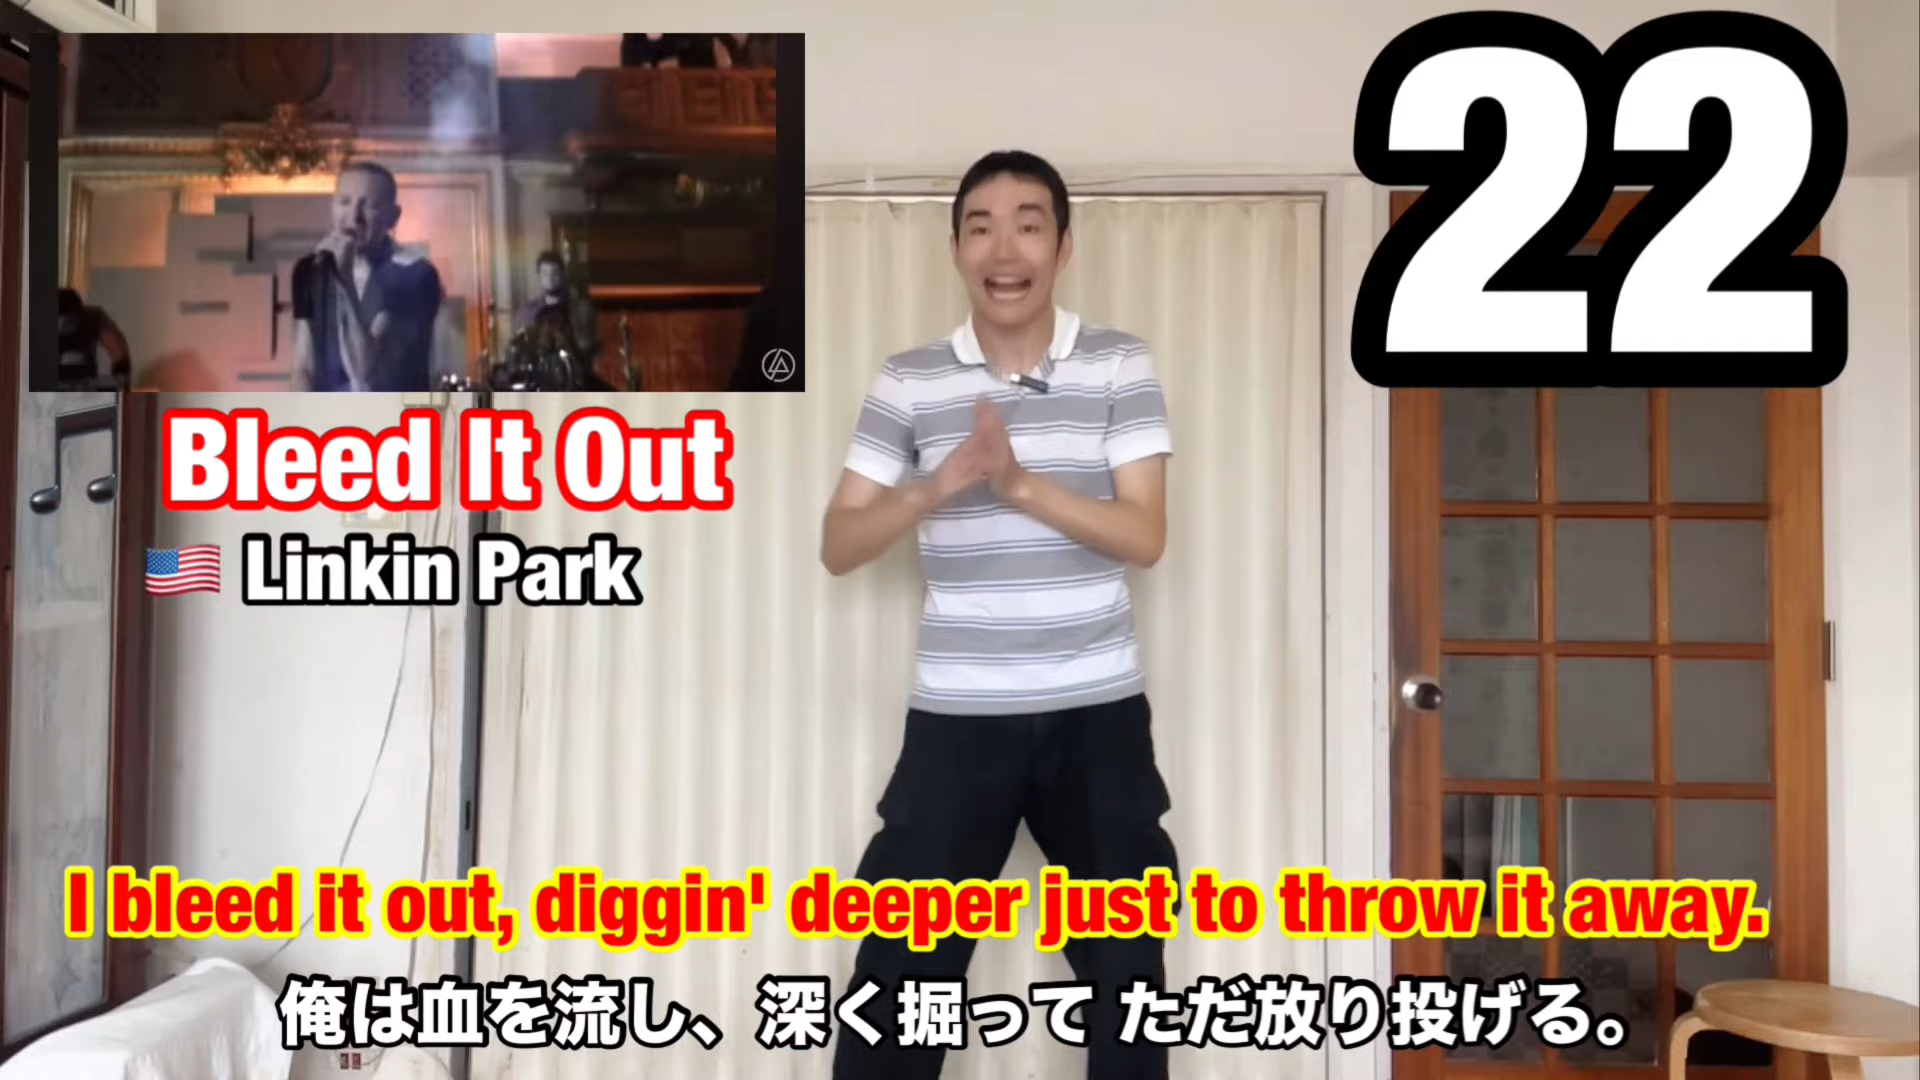 22
Bleed It Out
🇺🇸 Linkin Park
I bleed it out, diggin' deeper just to throw it away.
俺は血を流し、深く掘って ただ放り投げる。